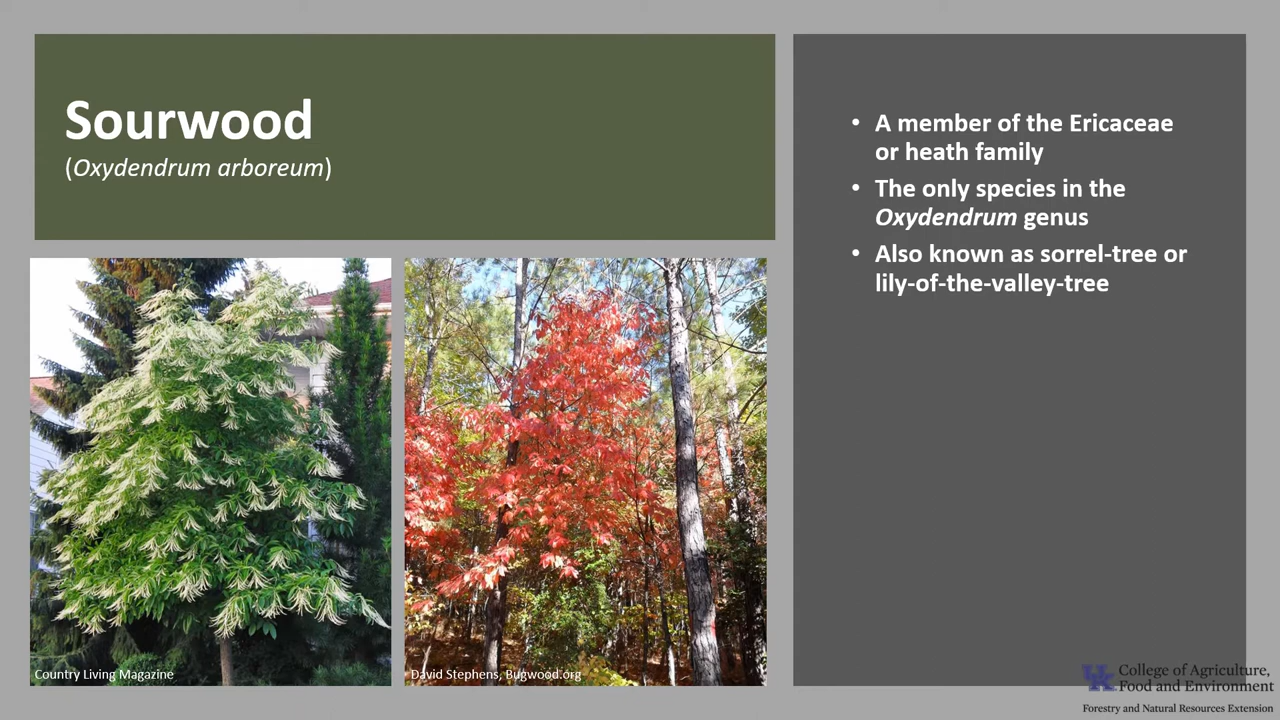 Sourwood
(Oxydendrum arboreum)
• A member of the Ericaceae
or heath family
• The only species in the
Oxydendrum genus
• Also known as sorrel-tree or
lily-of-the-valley-tree
Country Living Magazine
David Stephens, Bugwood.org
UK College of Agriculture,
Food and Environment
Forestry and Natural Resources Extension